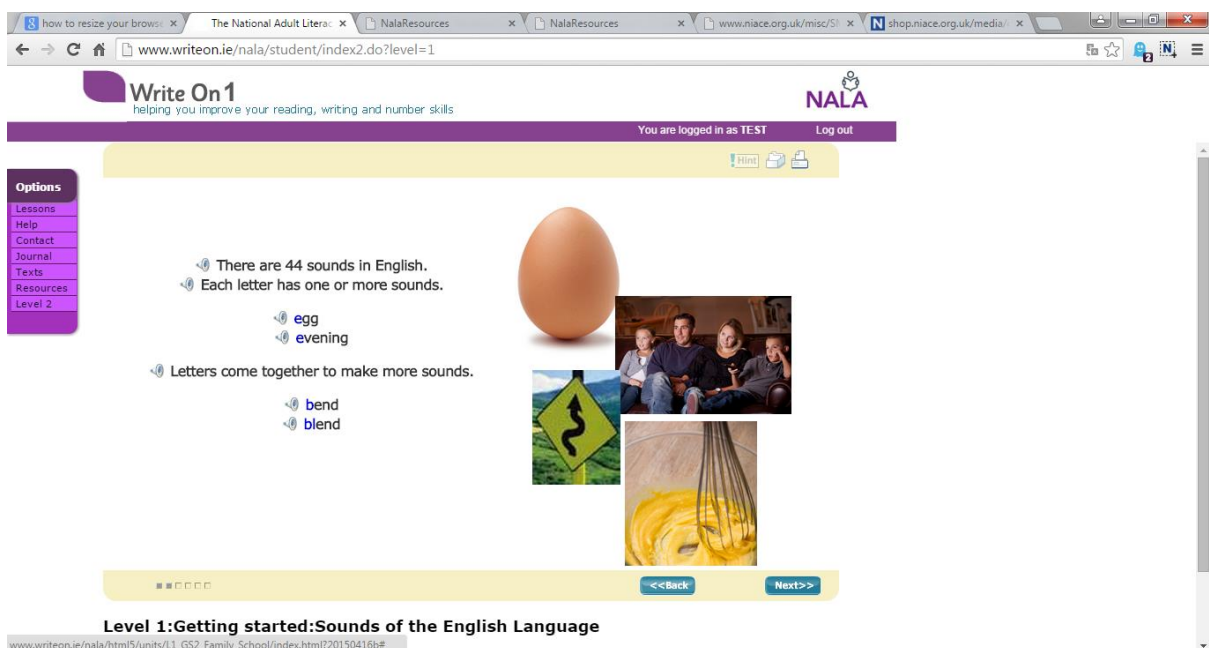 how to resize your browse
The National Adult Literac
NalaResources
NalaResources
www.niace.org.uk/misc/S
shop.niace.org.uk/media/
www.writeon.ie/nala/student/index2.do?level=1
2
Write On 1
helping you improve your reading, writing and number skills
NALA
You are logged in as TEST
Log out
!Hint
Options
Lessons
Help
Contact
Journal
Texts
Resources
Level 2
There are 44 sounds in English.
Each letter has one or more sounds.
egg
evening
Letters come together to make more sounds.
bend
blend
<<Back
Next>>
Level 1:Getting started:Sounds of the English Language
www.writeon.ie/nala/html5/units/L1_GS2_Family_School/index.html?20150416b#